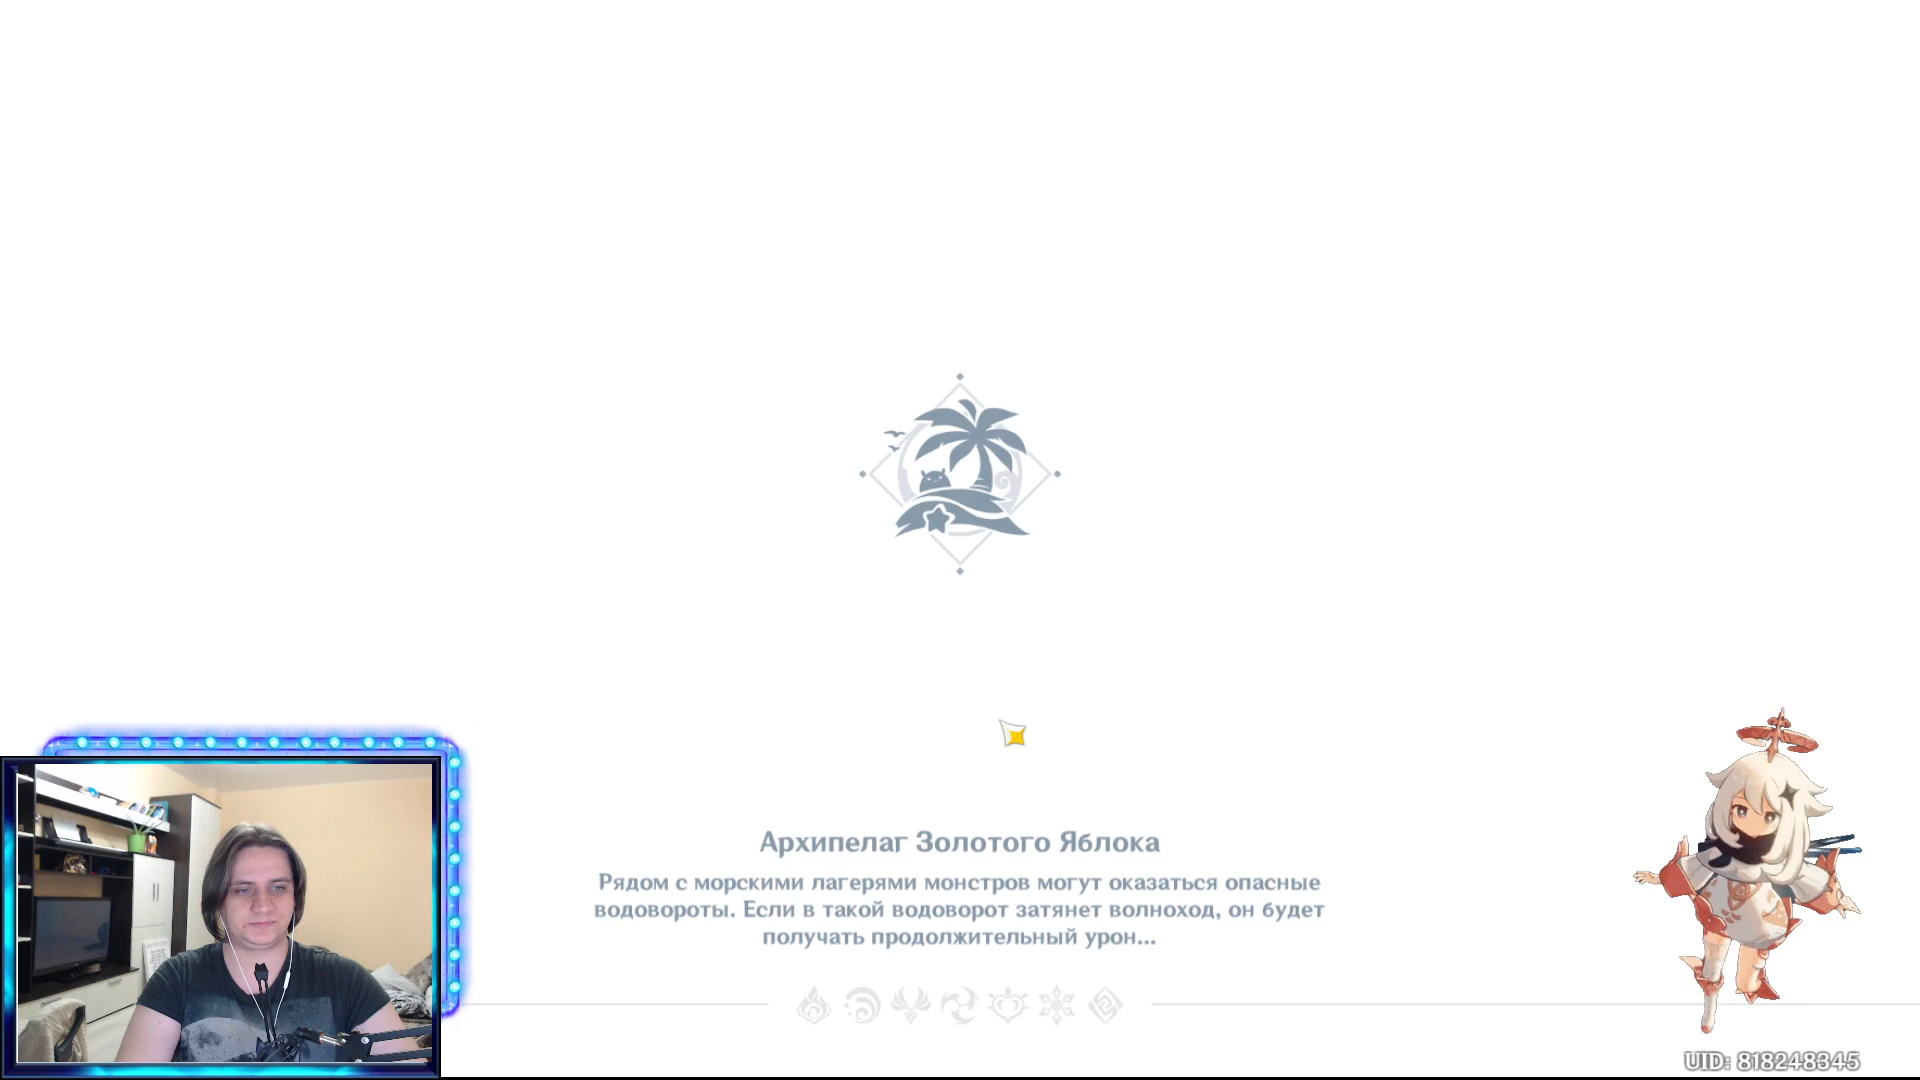 Архипелаг Золотого Яблока
Рядом с морскими лагерями монстров могут оказаться опасные
водовороты. Если в такой водоворот затянет волноход, он будет
получать продолжительный урон...
UID: 818248345